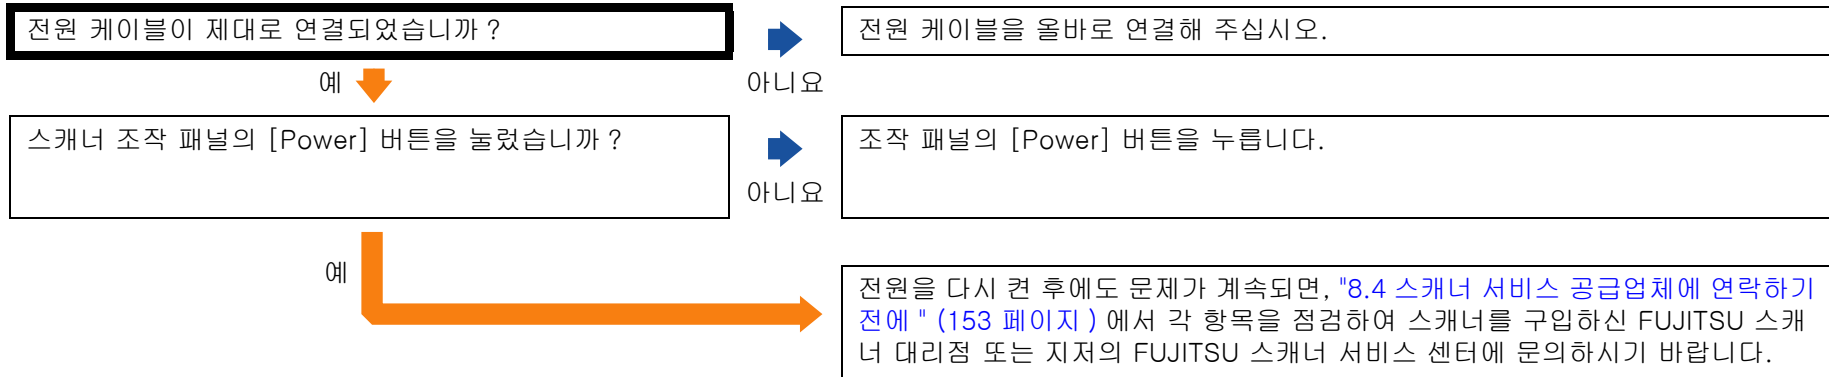 전원 케이블이 제대로 연결되었습니까 ?
전원 케이블을 올바로 연결해 주십시오.
예
아니요
스캐너 조작 패널의 [Power] 버튼을 눌렀습니까 ?
조작 패널의 [Power] 버튼을 누릅니다.
아니요
예
전원을 다시 켠 후에도 문제가 계속되면, "8.4 스캐너 서비스 공급업체에 연락하기
전에 " (153 페이지 ) 에서 각 항목을 점검하여 스캐너를 구입하신 FUJITSU 스캐
너 대리점 또는 지저의 FUJITSU 스캐너 서비스 센터에 문의하시기 바랍니다.